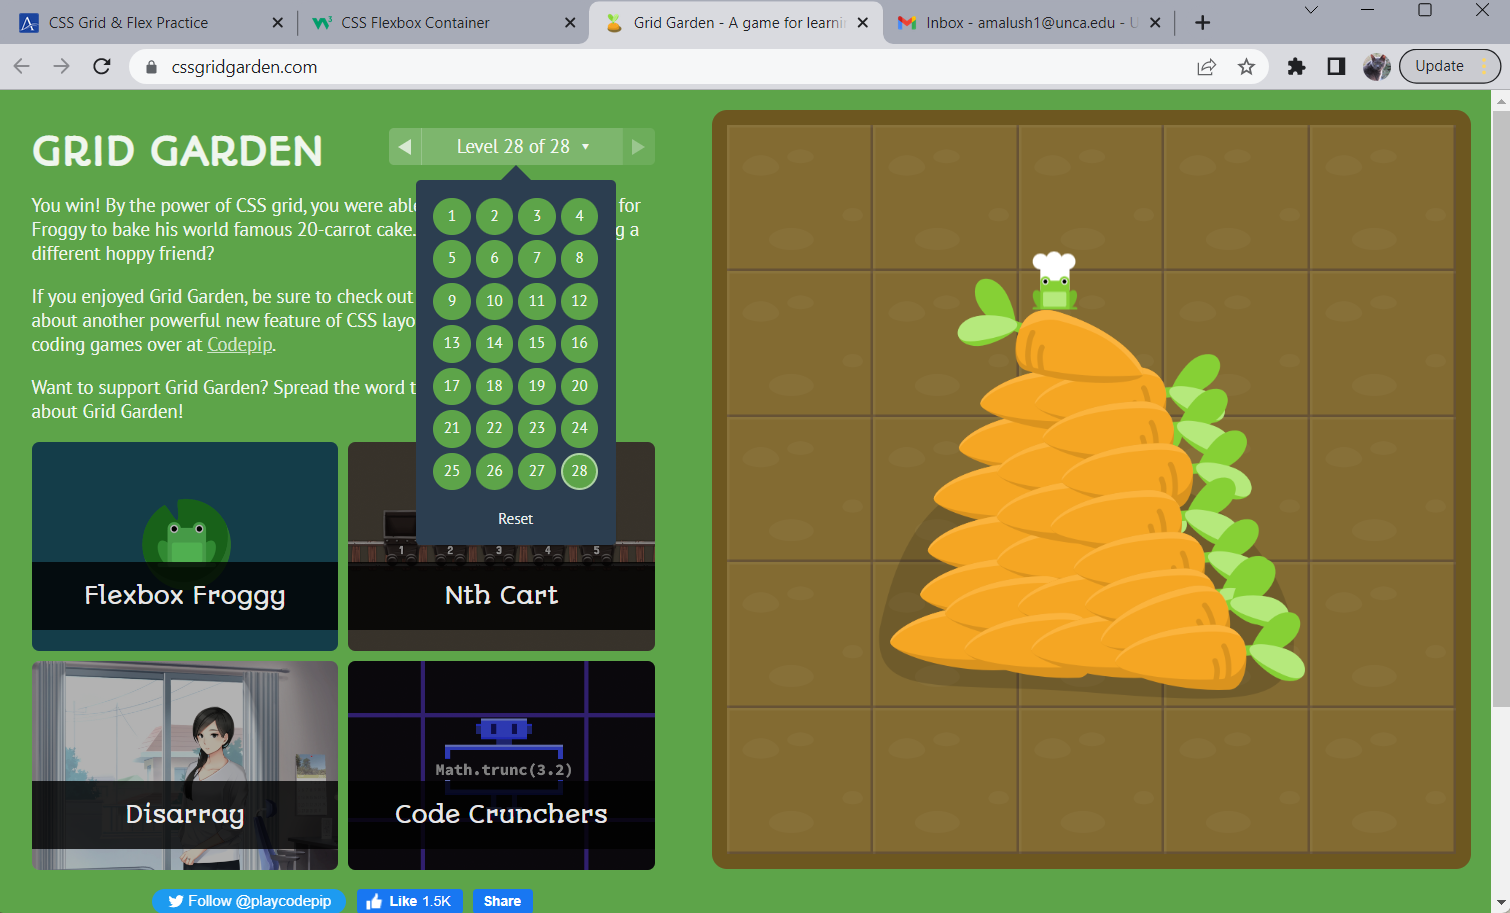 CSS Grid & Flex Practice
CSS Flexbox Container
Grid Garden - A game for learni
Inbox - amalush1@unca.edu - U
cssgridgarden.com
Update
GRID GARDEN
Level 28 of 28
You win! By the power of CSS grid, you were abl for
Froggy to bake his world famous 20-carrot cake. g a
different hoppy friend?
If you enjoyed Grid Garden, be sure to check out
about another powerful new feature of CSS layo
coding games over at Codepip.
Want to support Grid Garden? Spread the word t
about Grid Garden!
1 2 3 4
5 6 7 8
9 10 11 12
13 14 15 16
17 18 19 20
21 22 23 24
25 26 27 28
Reset
Flexbox Froggy
1 2 3 4 5
Nth Cart
Disarray
Math.trunc(3.2)
Code Crunchers
Follow @playcodepip
Like 1.5K
Share